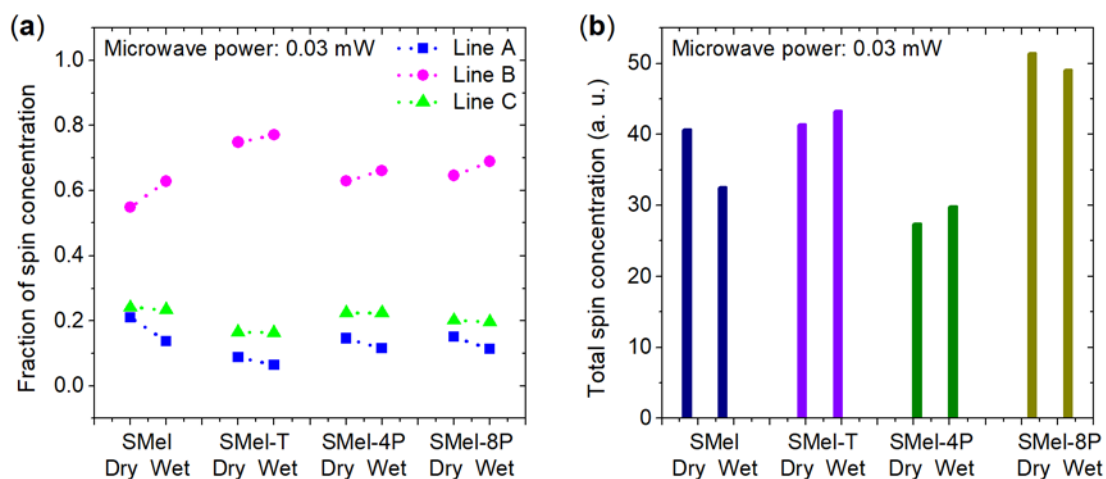 (a)
Microwave power: 0.03 mW
Line A
Line B
Line C
Fraction of spin concentration
1.0
0.8
0.6
0.4
0.2
0.0
SMel SMel-T SMel-4P SMel-8P
Dry Wet Dry Wet Dry Wet Dry Wet
(b)
Microwave power: 0.03 mW
Total spin concentration (a. u.)
50
40
30
20
10
0
SMel SMel-T SMel-4P SMel-8P
Dry Wet Dry Wet Dry Wet Dry Wet